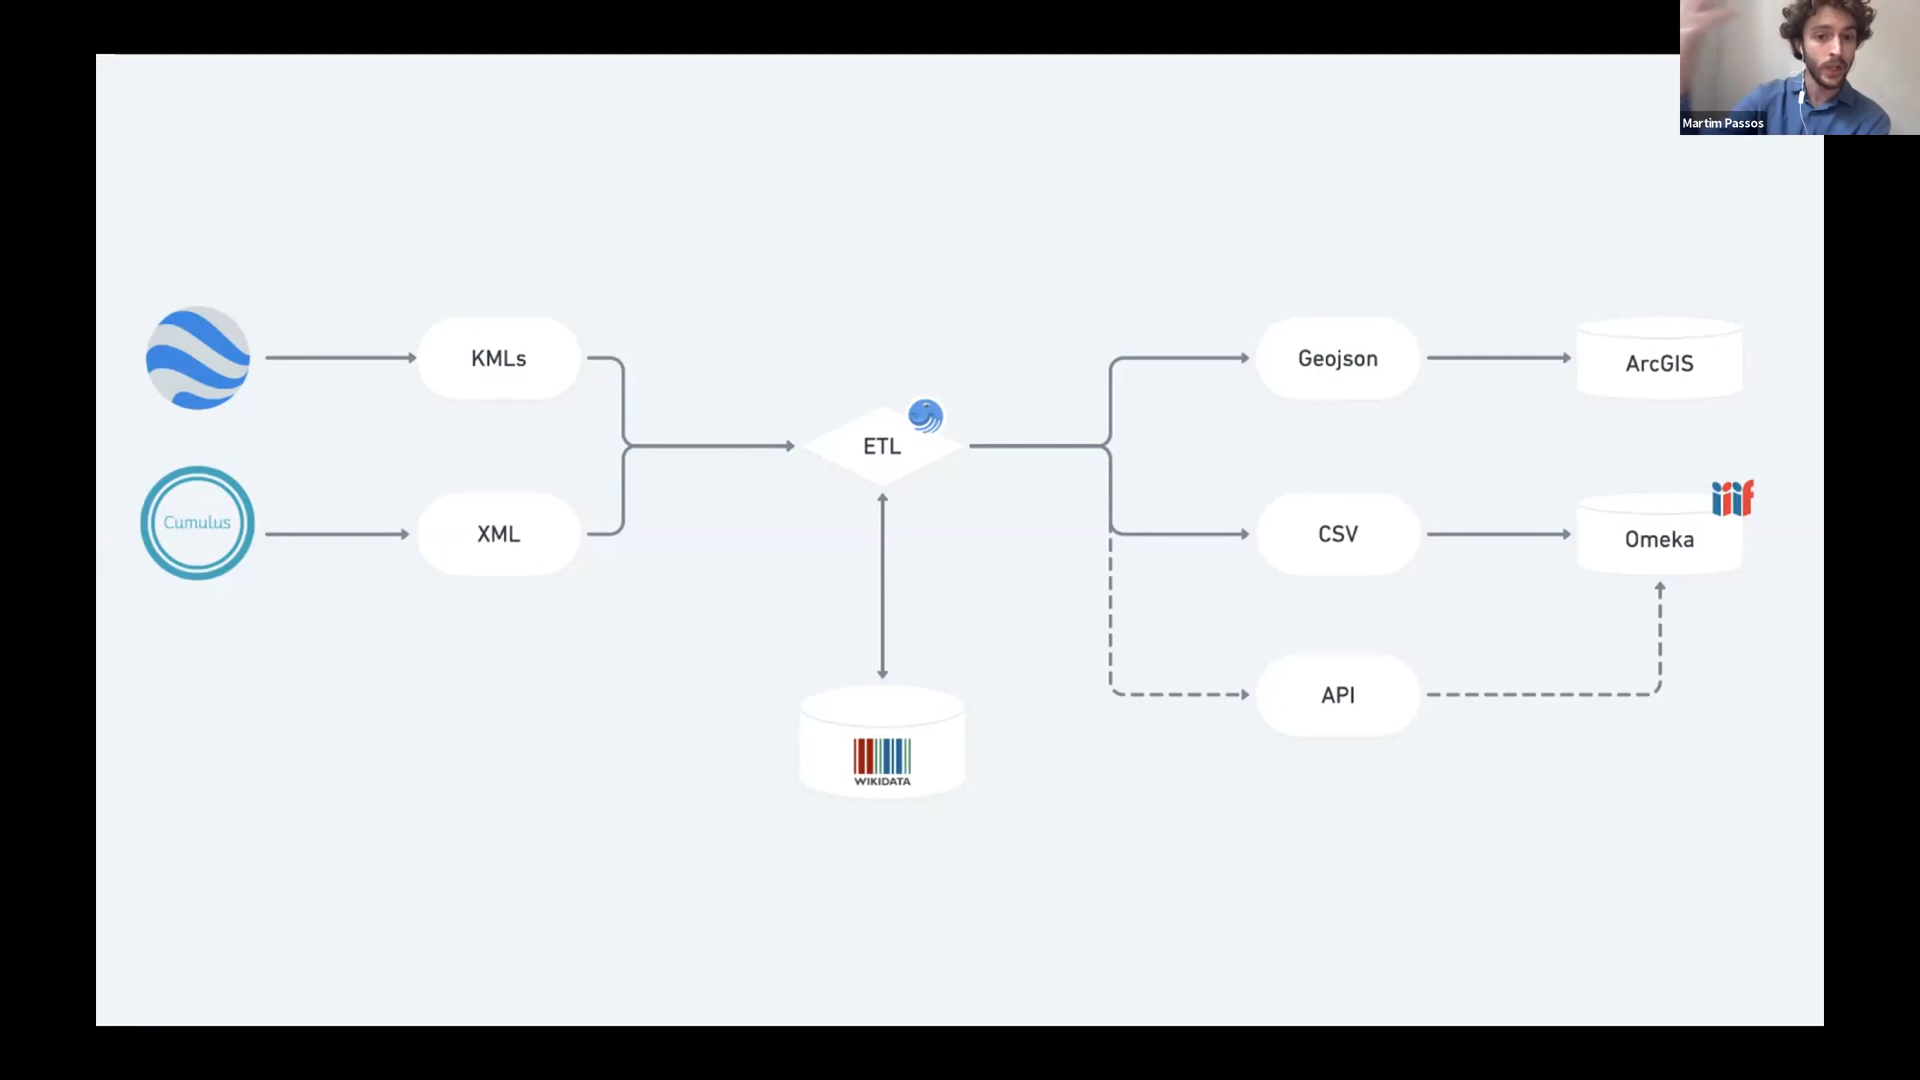 Martim Passos
KMLs
Geojson
ArcGIS
ETL
Cumulus
XML
CSV
iiif
Omeka
API
WIKIDATA